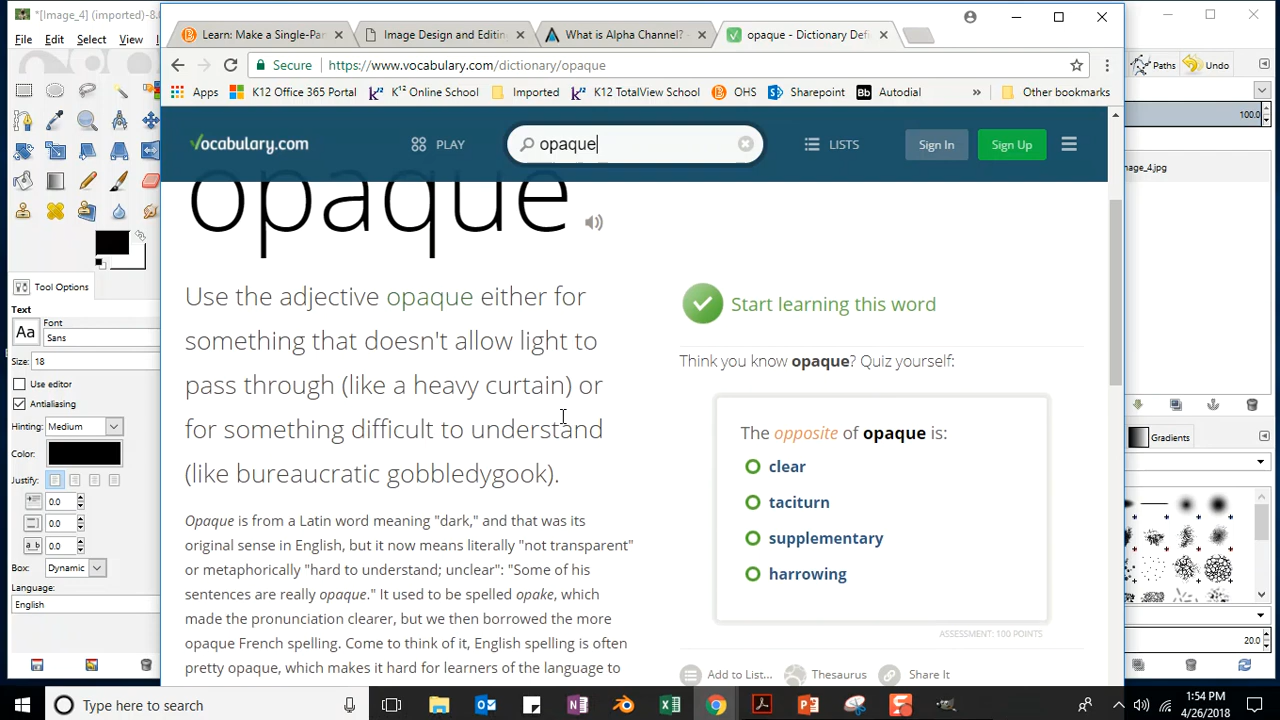 *[Image_4] (imported)-8.0
File Edit Select View
Learn: Make a Single-Par
Image Design and Editin
What is Alpha Channel? -
opaque - Dictionary Defi
Secure https://www.vocabulary.com/dictionary/opaque
Apps K12 Office 365 Portal K12 Online School Imported K12 TotalView School OHS Sharepoint Bb Autodial » Other bookmarks
Paths Undo
100.0
mage_4.jpg
Vocabulary.com PLAY opaque LISTS Sign In Sign Up
opaque
Use the adjective opaque either for
something that doesn't allow light to
pass through (like a heavy curtain) or
for something difficult to understand
(like bureaucratic gobbledygook).
Opaque is from a Latin word meaning "dark," and that was its
original sense in English, but it now means literally "not transparent"
or metaphorically "hard to understand; unclear": "Some of his
sentences are really opaque." It used to be spelled opake, which
made the pronunciation clearer, but we then borrowed the more
opaque French spelling. Come to think of it, English spelling is often
pretty opaque, which makes it hard for learners of the language to
Start learning this word
Think you know opaque? Quiz yourself:
The opposite of opaque is:
clear
taciturn
supplementary
harrowing
ASSESSMENT: 100 POINTS
Add to List... Thesaurus Share It
Tool Options
Text
Aa
Font
Sans
Size: 18
Use editor
Antialiasing
Hinting: Medium
Color:
Justify:
0.0
0.0
0.0
Box: Dynamic
Language:
English
Gradients
20.0
Type here to search
1:54 PM
4/26/2018